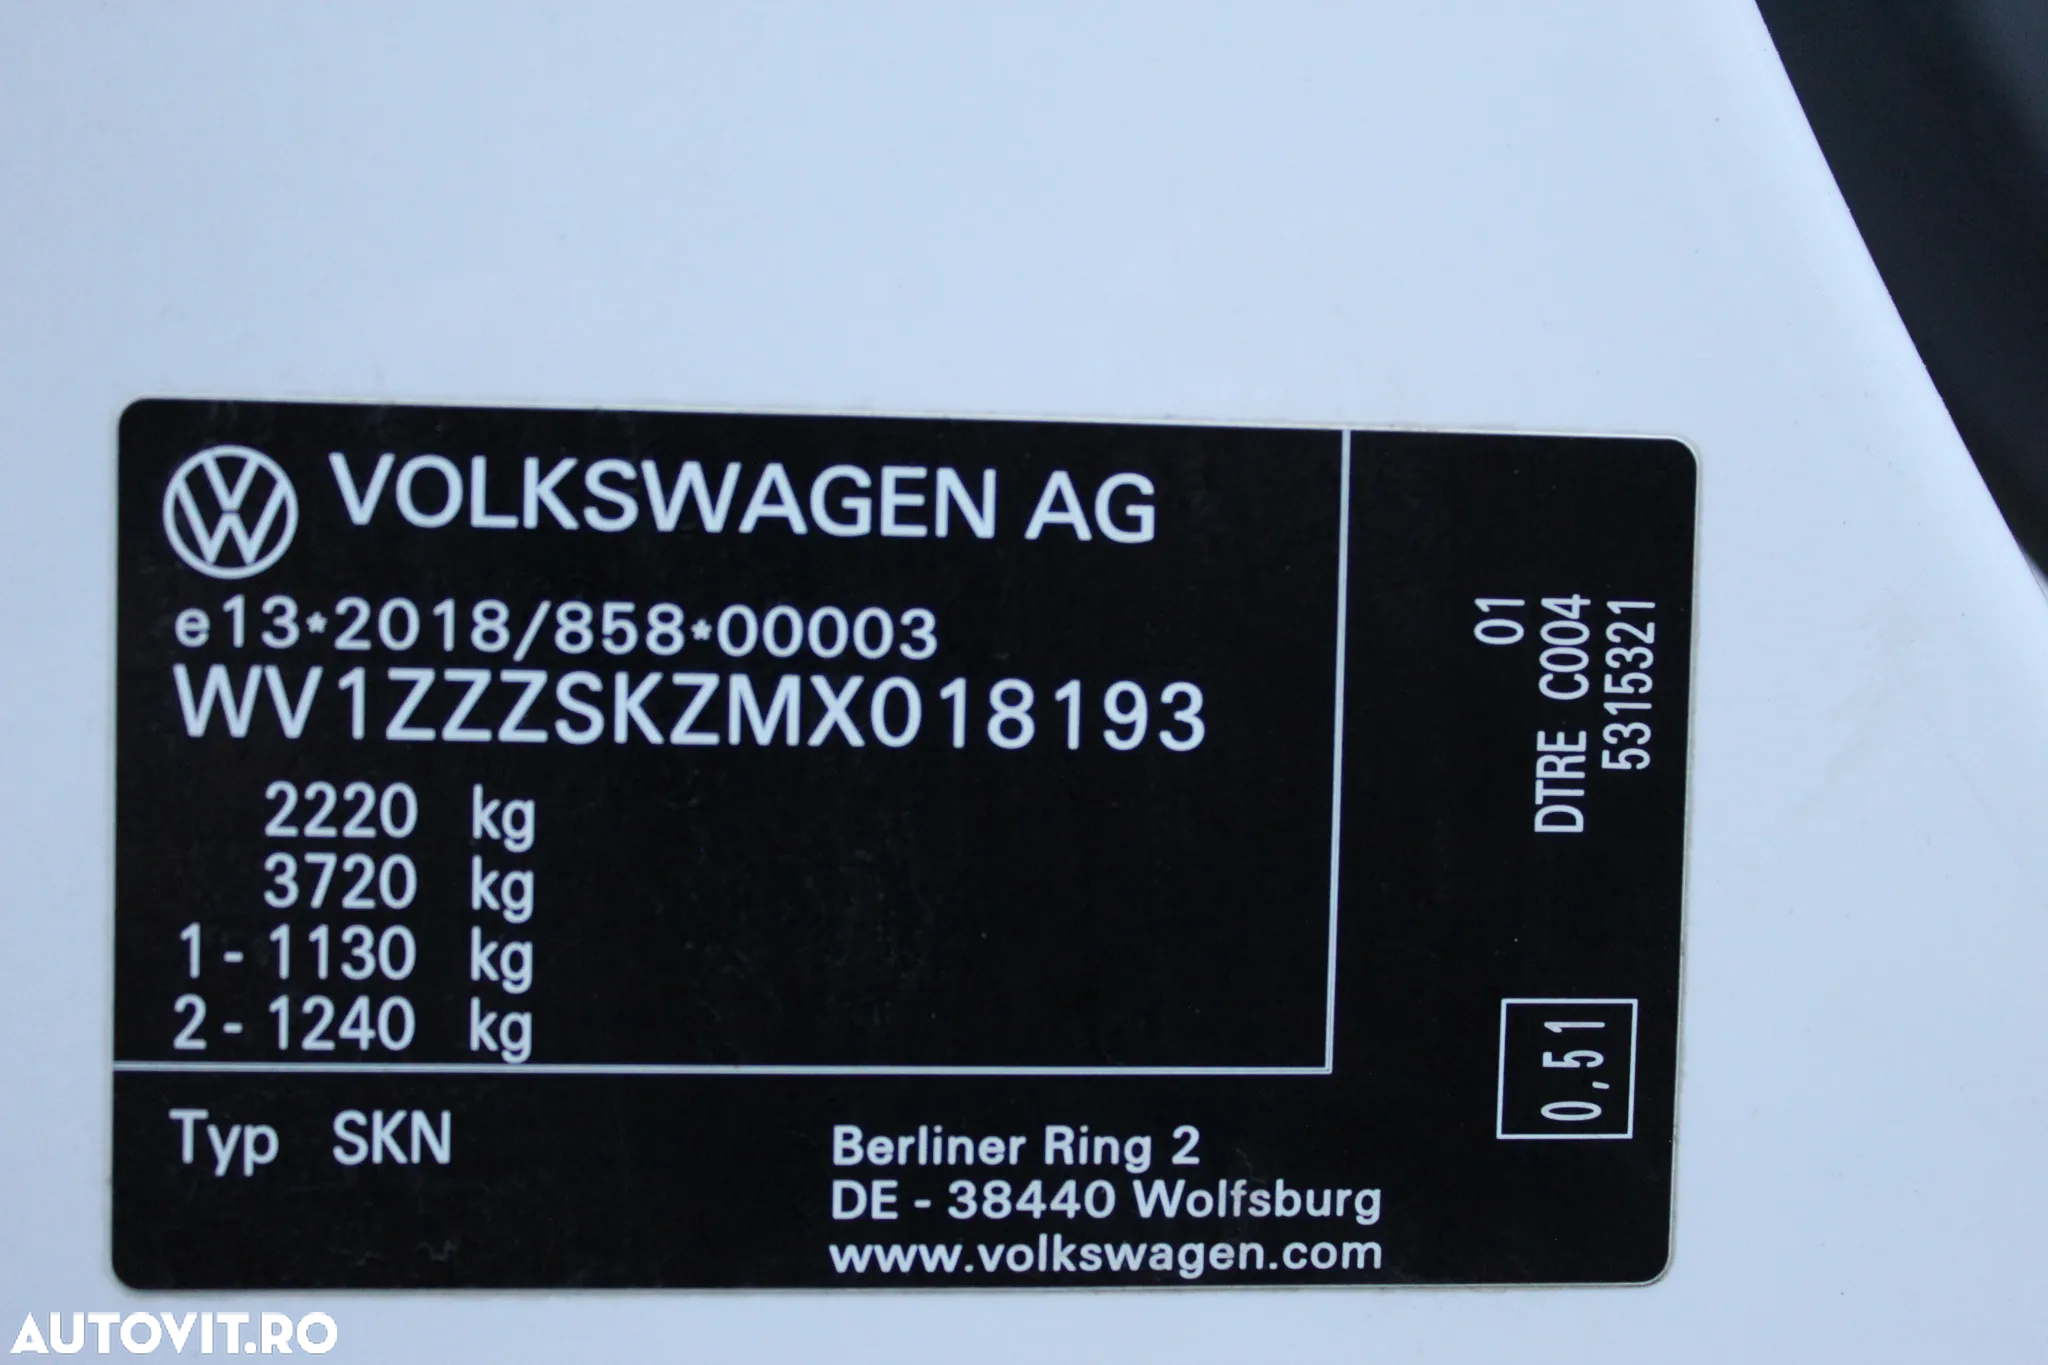 VOLKSWAGEN AG
e13*2018/858*00003
WV1ZZZSKZMX018193
2220 kg
3720 kg
1 - 1130 kg
2 - 1240 kg
Typ SKN
Berliner Ring 2
DE - 38440 Wolfsburg
www.volkswagen.com
01
DTRE C004
5315321
0,51
AUTOVIT.RO